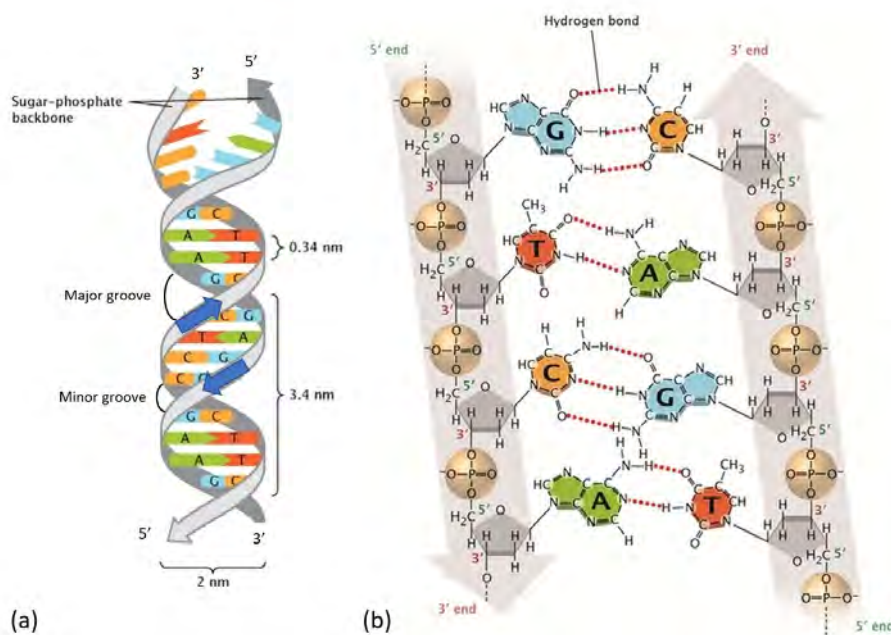 5'
3'
Sugar-phosphate
backbone
G C
A T
0.34 nm
A T
G C
Major groove
C G
T A
C G
3.4 nm
C G
Minor groove
G C
A T
A T
G C
5'
3'
2 nm
(a)
Hydrogen bond
5' end
3' end
G
C
T
A
C
G
A
T
3' end
5' end
(b)